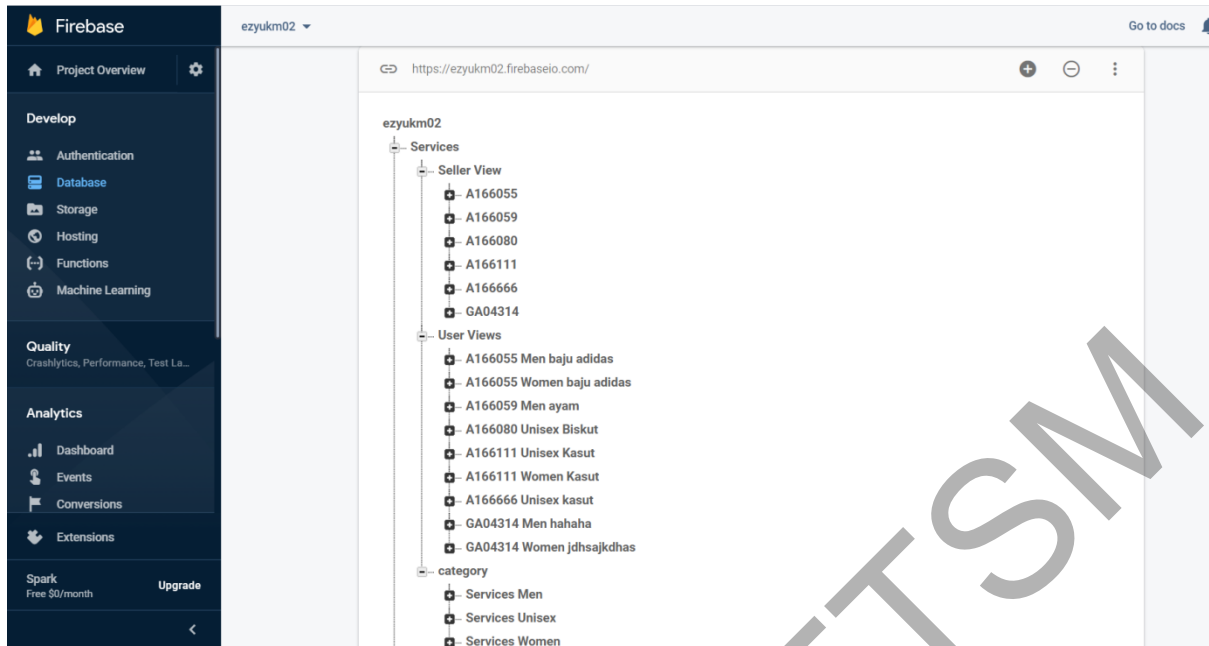 Firebase
ezyukm02
Go to docs
Project Overview
https://ezyukm02.firebaseio.com/
Develop
Authentication
Database
Storage
Hosting
Functions
Machine Learning
Quality
Crashlytics, Performance, Test La...
Analytics
Dashboard
Events
Conversions
Extensions
Spark
Free $0/month
Upgrade
ezyukm02
Services
Seller View
A166055
A166059
A166080
A166111
A166666
GA04314
User Views
A166055 Men baju adidas
A166055 Women baju adidas
A166059 Men ayam
A166080 Unisex Biskut
A166111 Unisex Kasut
A166111 Women Kasut
A166666 Unisex kasut
GA04314 Men hahaha
GA04314 Women jdhsajkdhas
category
Services Men
Services Unisex
Services Women
TSM